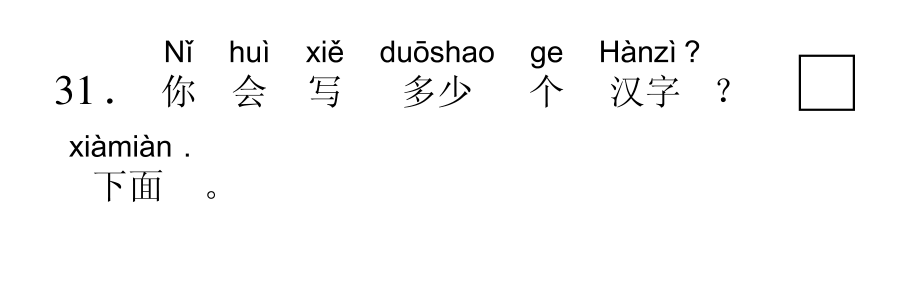 Nǐ huì xiě duōshao ge Hànzì ?
31. 你 会 写 多少 个 汉字 ?
xiàmiàn .
下面 。